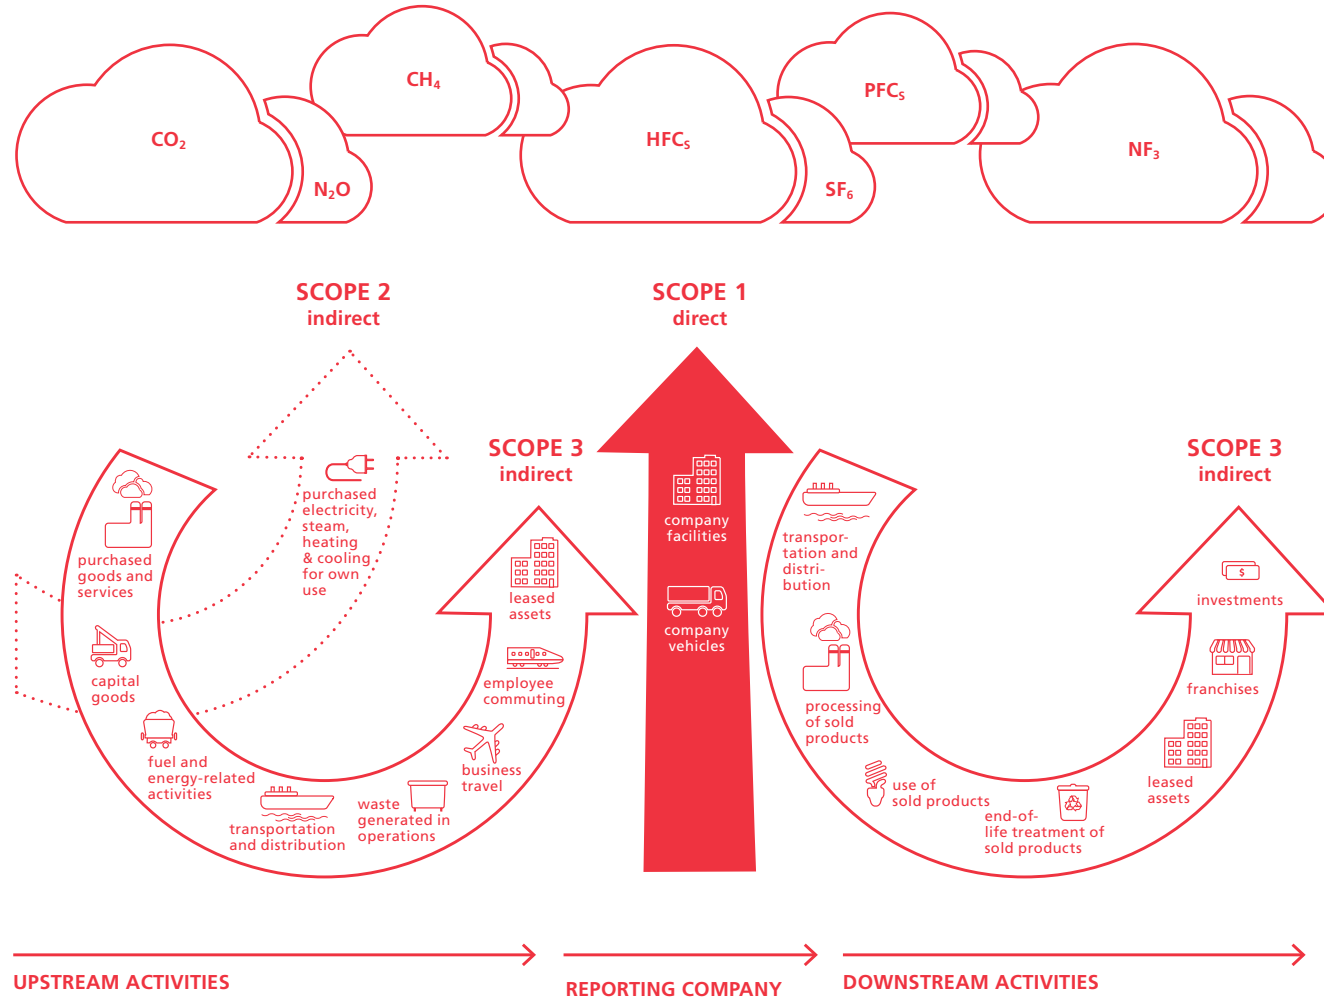 CH₄
PFCₛ
CO₂
HFCₛ
NF₃
N₂O
SF₆
SCOPE 2
indirect
SCOPE 1
direct
SCOPE 3
indirect
SCOPE 3
indirect
purchased
electricity,
steam,
heating
& cooling
for own
use
purchased
goods and
services
capital
goods
fuel and
energy-related
activities
transportation
and distribution
waste
generated in
operations
business
travel
employee
commuting
leased
assets
company
facilities
company
vehicles
transpor-
tation and
distri-
bution
processing
of sold
products
use of
sold products
end-of-
life treatment of
sold products
leased
assets
franchises
$
investments
UPSTREAM ACTIVITIES
REPORTING COMPANY
DOWNSTREAM ACTIVITIES